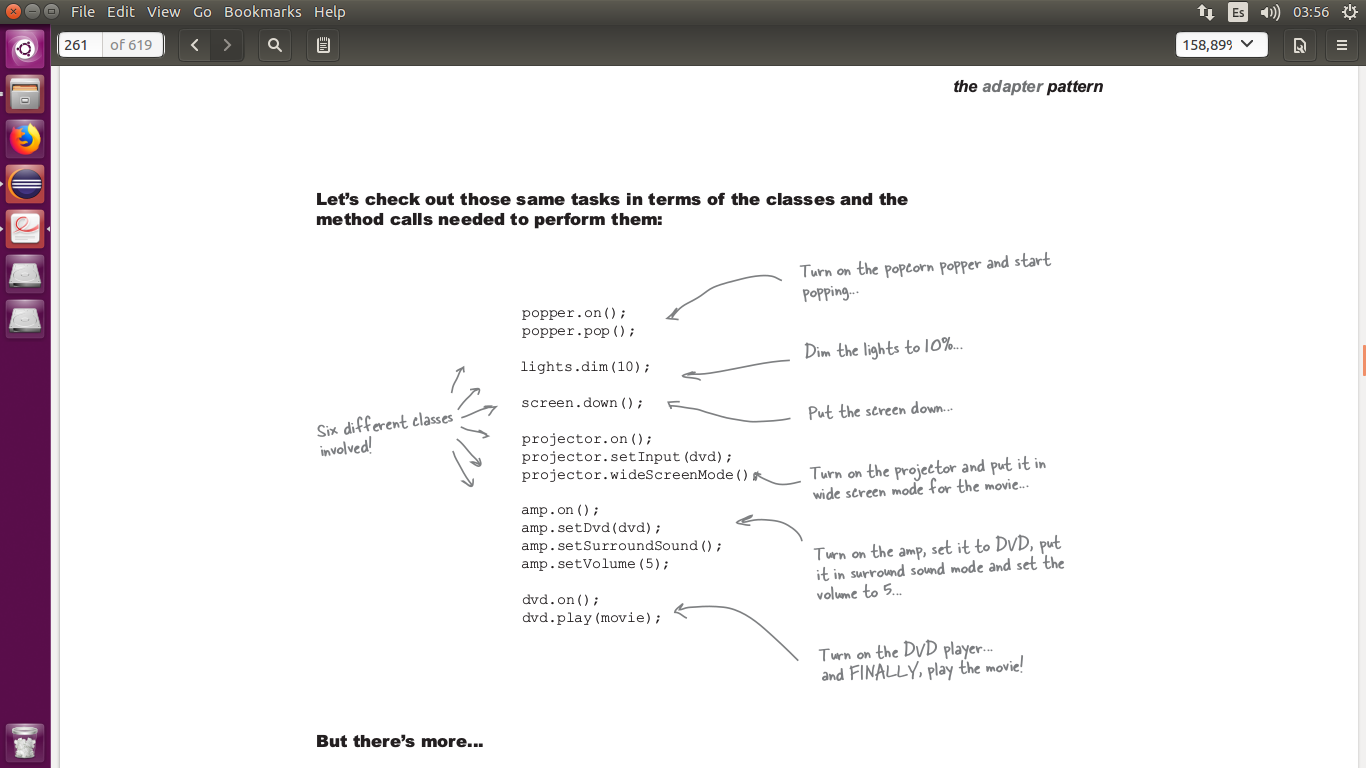 File Edit View Go Bookmarks Help
Es 03:56
261 of 619
158,89%
the adapter pattern
Let's check out those same tasks in terms of the classes and the
method calls needed to perform them:
Turn on the popcorn popper and start
popping...
popper.on();
popper.pop();
Dim the lights to 10%...
lights.dim(10);
screen.down();
Put the screen down...
Six different classes
involved!
projector.on();
projector.setInput(dvd);
projector.wideScreenMode();
Turn on the projector and put it in
wide screen mode for the movie...
amp.on();
amp.setDvd(dvd);
amp.setSurroundSound();
amp.setVolume(5);
Turn on the amp, set it to DVD, put
it in surround sound mode and set the
volume to 5...
dvd.on();
dvd.play(movie);
Turn on the DVD player...
and FINALLY, play the movie!
But there's more...